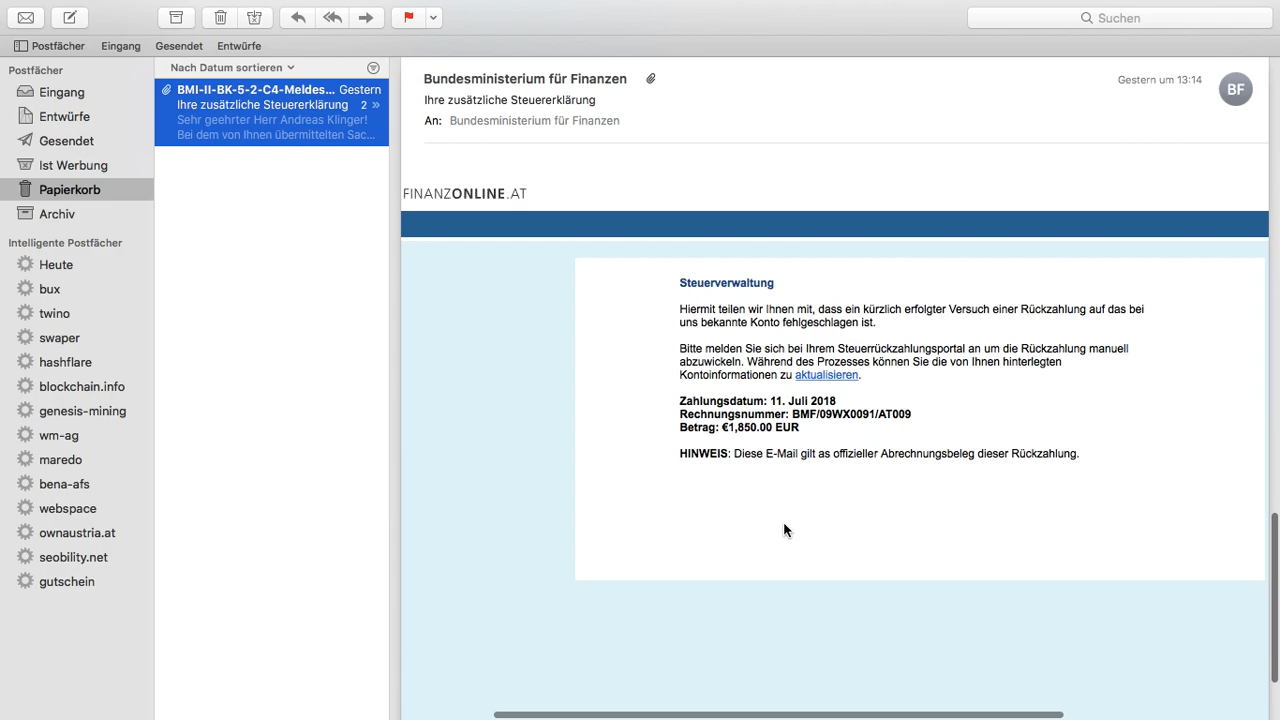 Suchen
Postfächer Eingang Gesendet Entwürfe
Postfächer
Eingang
Entwürfe
Gesendet
Ist Werbung
Papierkorb
Archiv
Intelligente Postfächer
Heute
bux
twino
swaper
hashflare
blockchain.info
genesis-mining
wm-ag
maredo
bena-afs
webspace
ownaustria.at
seobility.net
gutschein
Nach Datum sortieren
BMI-II-BK-5-2-C4-Meldes... Gestern
Ihre zusätzliche Steuererklärung 2 »
Sehr geehrter Herr Andreas Klinger!
Bei dem von Ihnen übermittelten Sac...
Bundesministerium für Finanzen
Gestern um 13:14
BF
Ihre zusätzliche Steuererklärung
An: Bundesministerium für Finanzen
FINANZONLINE.AT
Steuerverwaltung
Hiermit teilen wir Ihnen mit, dass ein kürzlich erfolgter Versuch einer Rückzahlung auf das bei
uns bekannte Konto fehlgeschlagen ist.
Bitte melden Sie sich bei Ihrem Steuerrückzahlungsportal an um die Rückzahlung manuell
abzuwickeln. Während des Prozesses können Sie die von Ihnen hinterlegten
Kontoinformationen zu aktualisieren.
Zahlungsdatum: 11. Juli 2018
Rechnungsnummer: BMF/09WX0091/AT009
Betrag: €1,850.00 EUR
HINWEIS: Diese E-Mail gilt as offizieller Abrechnungsbeleg dieser Rückzahlung.